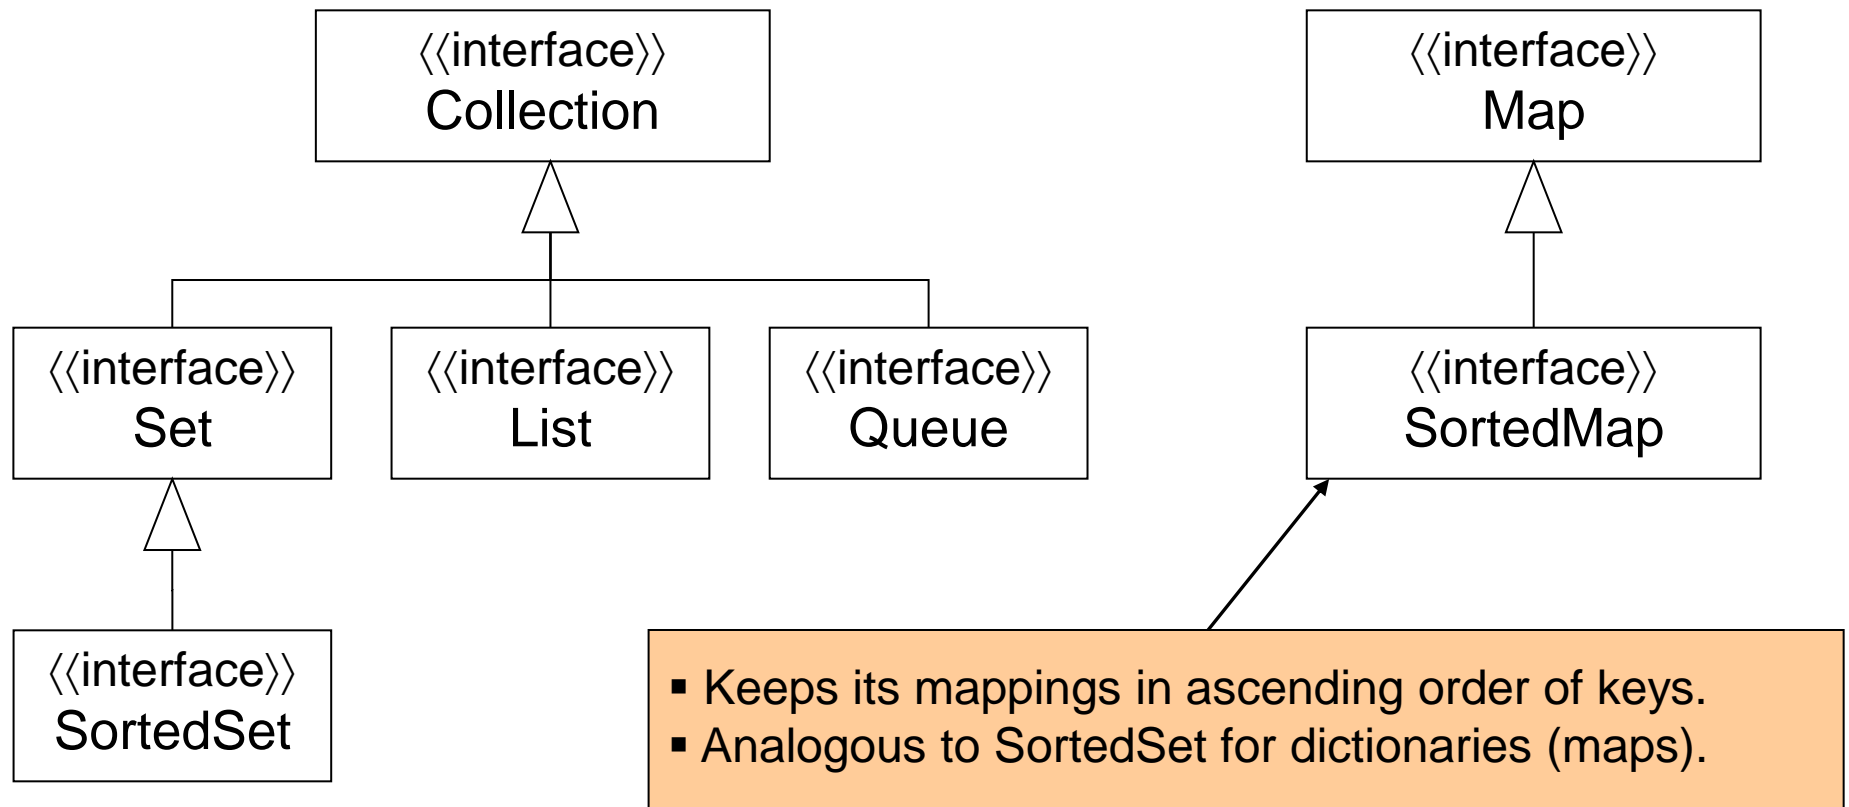 〈〈interface〉〉
Collection
〈〈interface〉〉
Map
〈〈interface〉〉
Set
〈〈interface〉〉
List
〈〈interface〉〉
Queue
〈〈interface〉〉
SortedMap
〈〈interface〉〉
SortedSet
▪ Keeps its mappings in ascending order of keys.
▪ Analogous to SortedSet for dictionaries (maps).